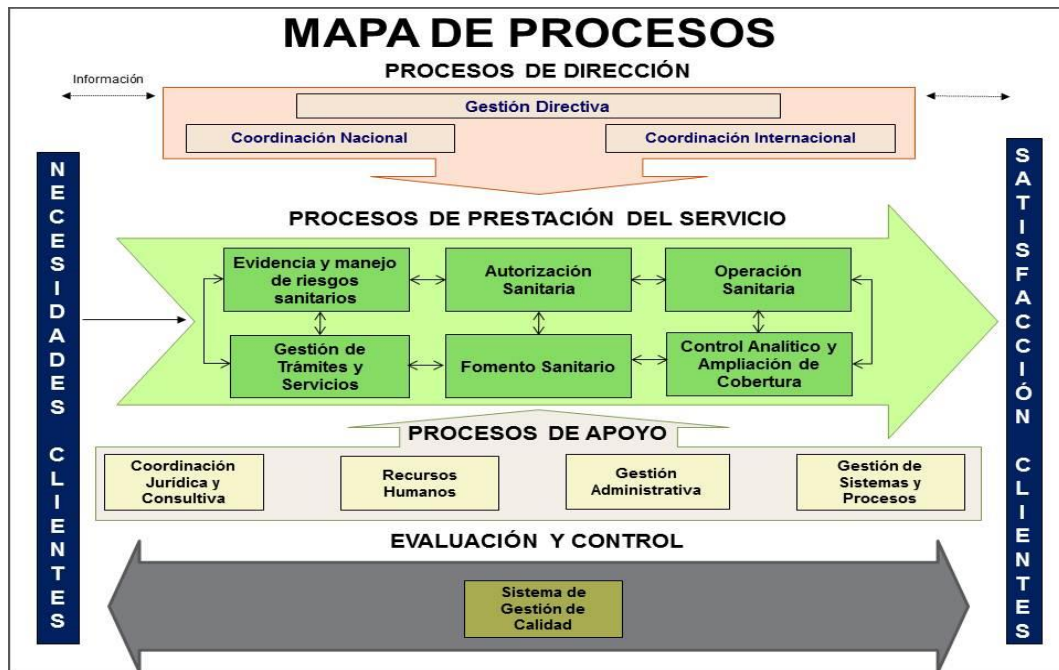 MAPA DE PROCESOS
PROCESOS DE DIRECCIÓN
Información
Gestión Directiva
Coordinación Nacional
Coordinación Internacional
NECESIDADES CLIENTES
SATISFACCIÓN CLIENTES
PROCESOS DE PRESTACIÓN DEL SERVICIO
Evidencia y manejo
de riesgos
sanitarios
Autorización
Sanitaria
Operación
Sanitaria
Gestión de
Trámites y
Servicios
Fomento Sanitario
Control Analítico y
Ampliación de
Cobertura
PROCESOS DE APOYO
Coordinación
Jurídica y
Consultiva
Recursos
Humanos
Gestión
Administrativa
Gestión de
Sistemas y
Procesos
EVALUACIÓN Y CONTROL
Sistema de
Gestión de
Calidad